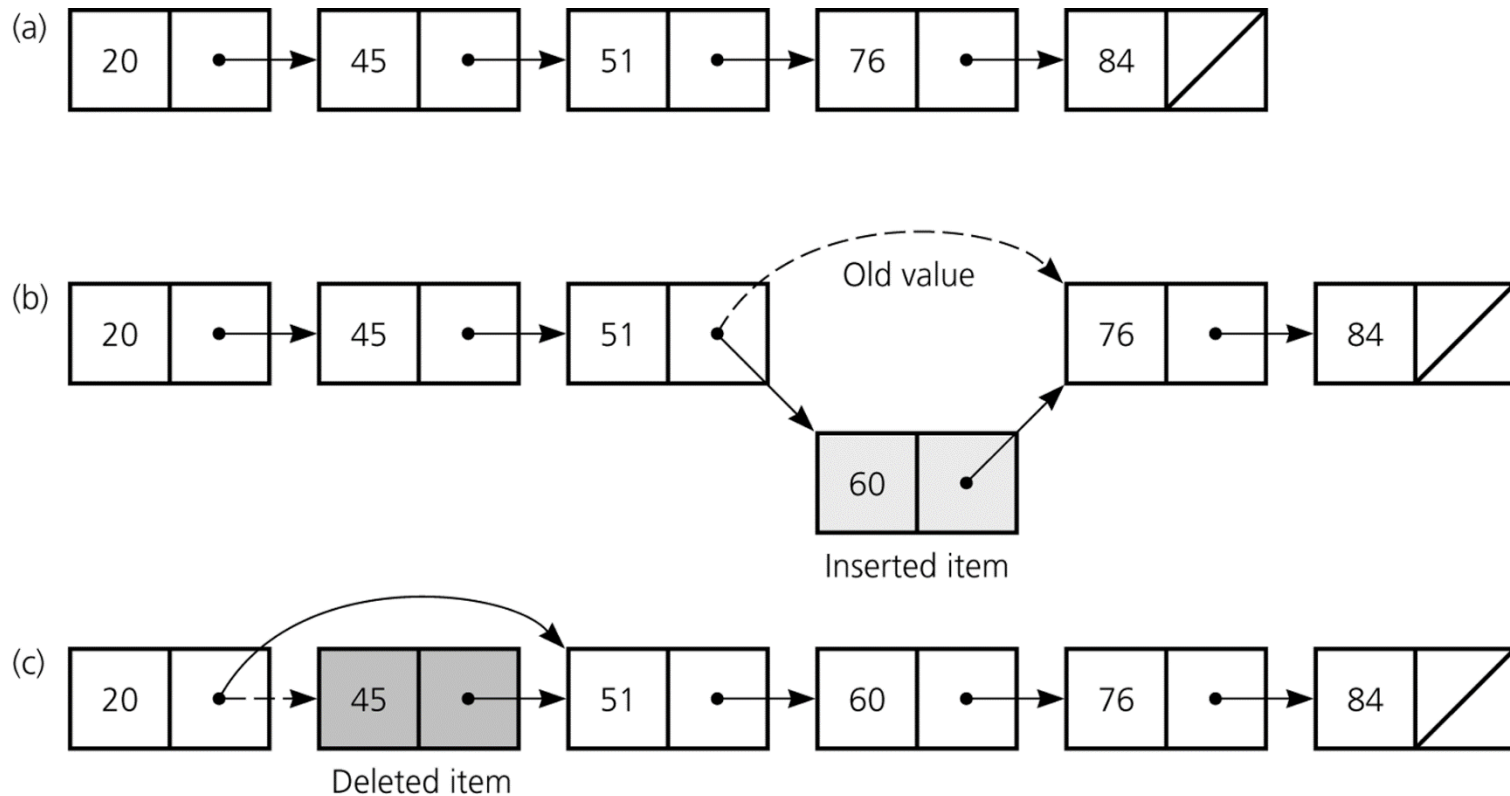 (a) 20 45 51 76 84
Old value
(b) 20 45 51 76 84
60
Inserted item
(c) 20 45 51 60 76 84
Deleted item